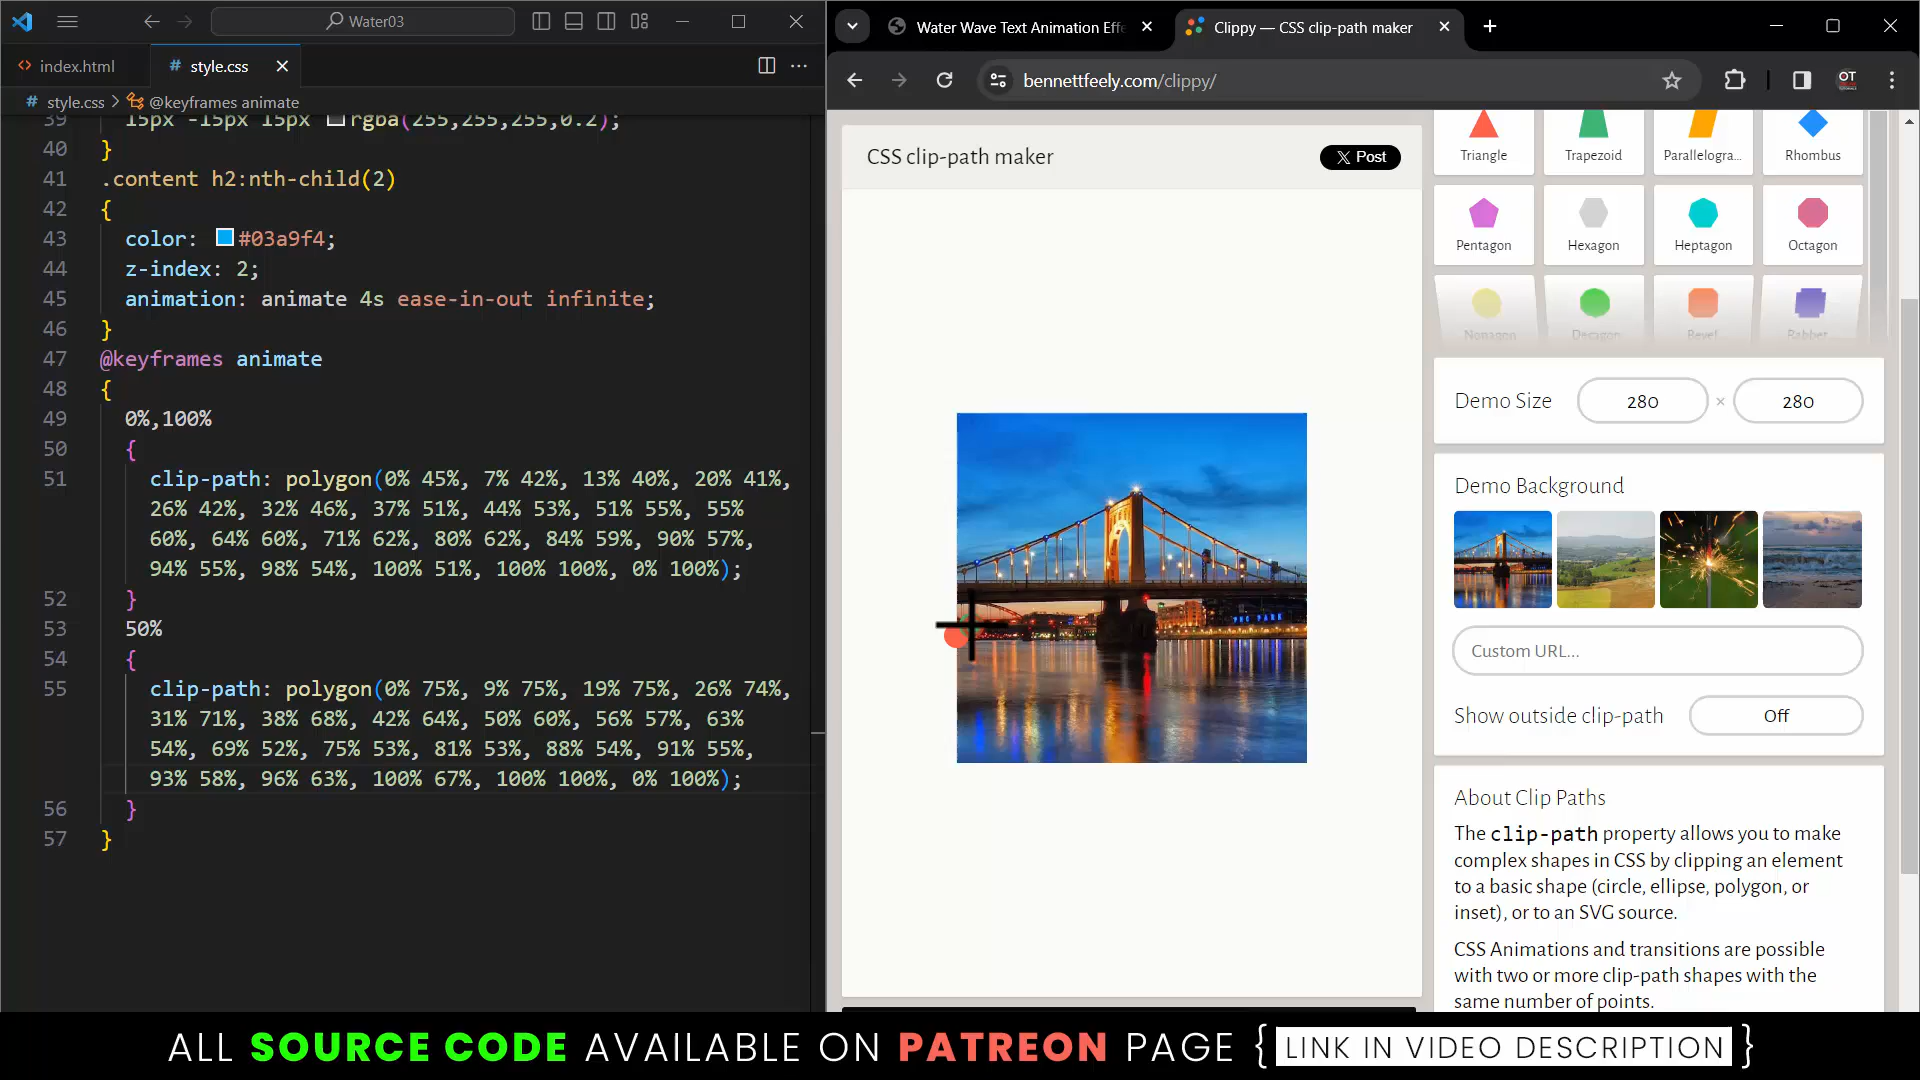 Water03
index.html
# style.css
# style.css > @keyframes animate
39 15px -15px 15px rgba(255,255,255,0.2);
40 }
41 .content h2:nth-child(2)
42 {
43 color: #03a9f4;
44 z-index: 2;
45 animation: animate 4s ease-in-out infinite;
46 }
47 @keyframes animate
48 {
49 0%,100%
50 {
51 clip-path: polygon(0% 45%, 7% 42%, 13% 40%, 20% 41%,
26% 42%, 32% 46%, 37% 51%, 44% 53%, 51% 55%, 55%
60%, 64% 60%, 71% 62%, 80% 62%, 84% 59%, 90% 57%,
94% 55%, 98% 54%, 100% 51%, 100% 100%, 0% 100%);
52 }
53 50%
54 {
55 clip-path: polygon(0% 75%, 9% 75%, 19% 75%, 26% 74%,
31% 71%, 38% 68%, 42% 64%, 50% 60%, 56% 57%, 63%
54%, 69% 52%, 75% 53%, 81% 53%, 88% 54%, 91% 55%,
93% 58%, 96% 63%, 100% 67%, 100% 100%, 0% 100%);
56 }
57 }
Water Wave Text Animation Effe
Clippy — CSS clip-path maker
bennettfeely.com/clippy/
OT
CSS clip-path maker
X Post
Triangle
Trapezoid
Parallelogra...
Rhombus
Pentagon
Hexagon
Heptagon
Octagon
Nonagon
Decagon
Bevel
Rabbet
Demo Size
280 × 280
Demo Background
Custom URL...
Show outside clip-path
Off
About Clip Paths
The clip-path property allows you to make
complex shapes in CSS by clipping an element
to a basic shape (circle, ellipse, polygon, or
inset), or to an SVG source.
CSS Animations and transitions are possible
with two or more clip-path shapes with the
same number of points.
ALL SOURCE CODE AVAILABLE ON PATREON PAGE { LINK IN VIDEO DESCRIPTION }